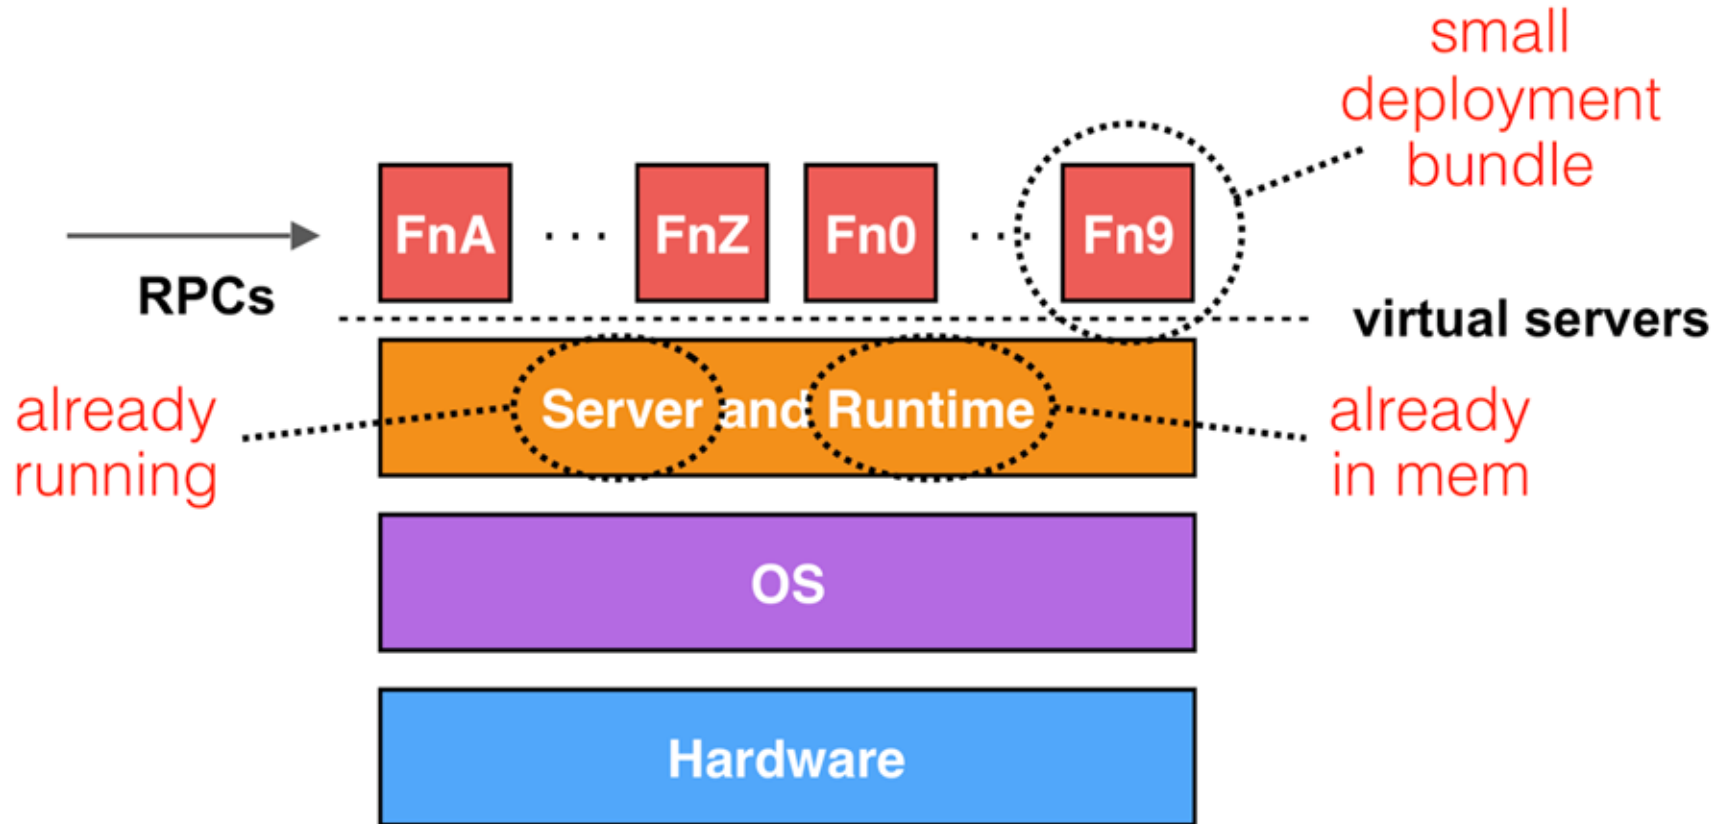 small
deployment
bundle
FnA ... FnZ Fn0 ... Fn9
RPCs
virtual servers
already
running
Server and Runtime
already
in mem
OS
Hardware